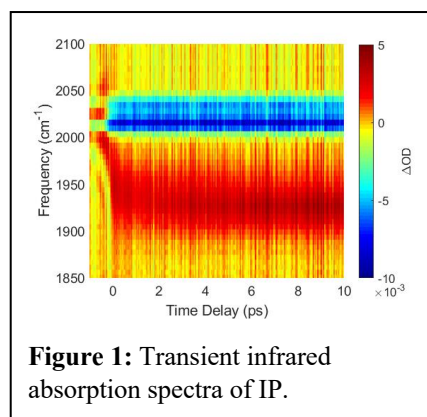 2100
2050
2000
1950
1900
1850
Frequency (cm⁻¹)
0 2 4 6 8 10
Time Delay (ps)
5
0
-5
-10
×10⁻³
ΔOD
Figure 1: Transient infrared
absorption spectra of IP.